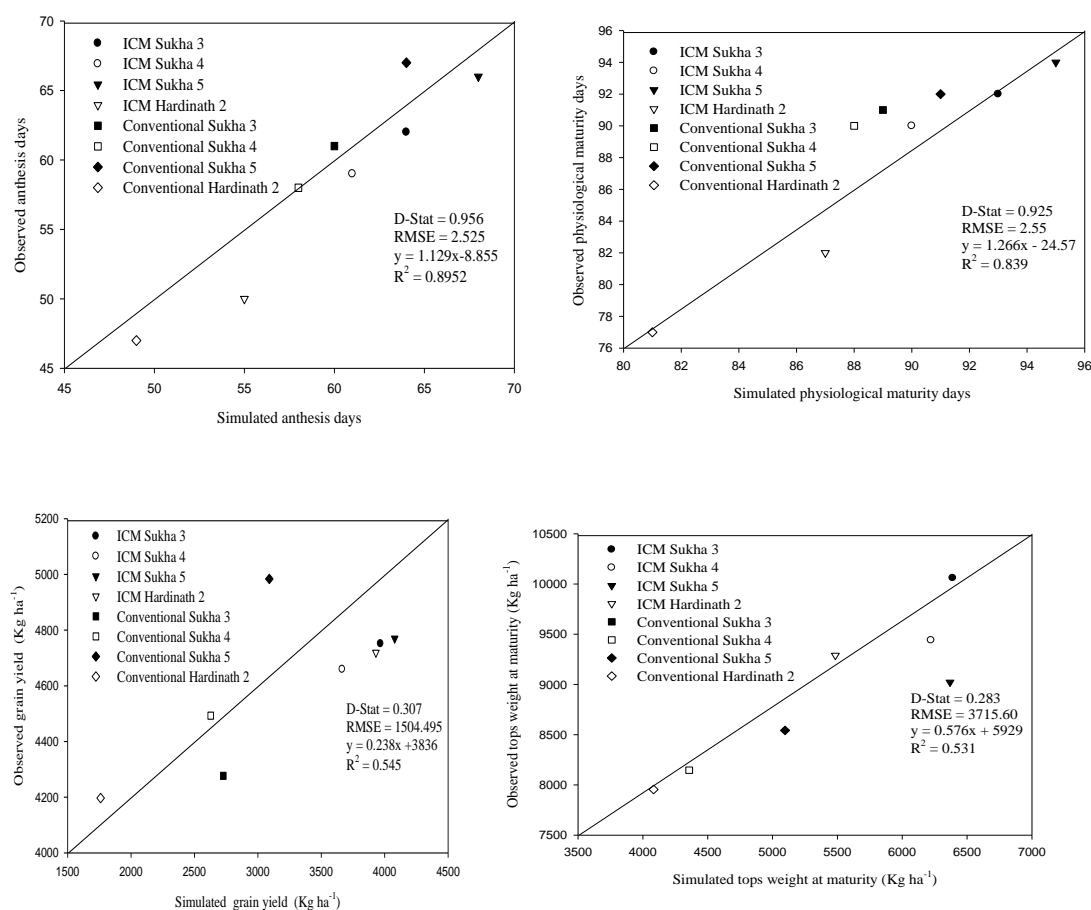 70
65
60
55
50
45
45
50
55
60
65
70
Observed anthesis days
Simulated anthesis days
ICM Sukha 3
ICM Sukha 4
ICM Sukha 5
ICM Hardinath 2
Conventional Sukha 3
Conventional Sukha 4
Conventional Sukha 5
Conventional Hardinath 2
D-Stat = 0.956
RMSE = 2.525
y = 1.129x-8.855
R² = 0.8952
96
94
92
90
88
86
84
82
80
78
76
80
82
84
86
88
90
92
94
96
Observed physiological maturity days
Simulated physiological maturity days
ICM Sukha 3
ICM Sukha 4
ICM Sukha 5
ICM Hardinath 2
Conventional Sukha 3
Conventional Sukha 4
Conventional Sukha 5
Conventional Hardinath 2
D-Stat = 0.925
RMSE = 2.55
y = 1.266x - 24.57
R² = 0.839
5200
5000
4800
4600
4400
4200
4000
1500
2000
2500
3000
3500
4000
4500
Observed grain yield (Kg ha⁻¹)
Simulated grain yield (Kg ha⁻¹)
ICM Sukha 3
ICM Sukha 4
ICM Sukha 5
ICM Hardinath 2
Conventional Sukha 3
Conventional Sukha 4
Conventional Sukha 5
Conventional Hardinath 2
D-Stat = 0.307
RMSE = 1504.495
y = 0.238x +3836
R² = 0.545
10500
10000
9500
9000
8500
8000
7500
3500
4000
4500
5000
5500
6000
6500
7000
Observed tops weight at maturity (Kg ha⁻¹)
Simulated tops weight at maturity (Kg ha⁻¹)
ICM Sukha 3
ICM Sukha 4
ICM Sukha 5
ICM Hardinath 2
Conventional Sukha 3
Conventional Sukha 4
Conventional Sukha 5
Conventional Hardinath 2
D-Stat = 0.283
RMSE = 3715.60
y = 0.576x + 5929
R² = 0.531